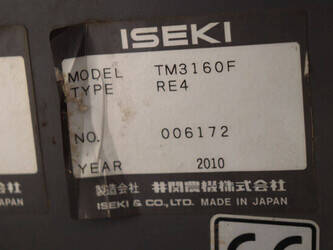 ISEKI
MODEL TM3160F
TYPE RE4
NO. 006172
YEAR 2010
製造会社 井関農機株式会社
ISEKI & CO., LTD. MADE IN JAPAN
CE